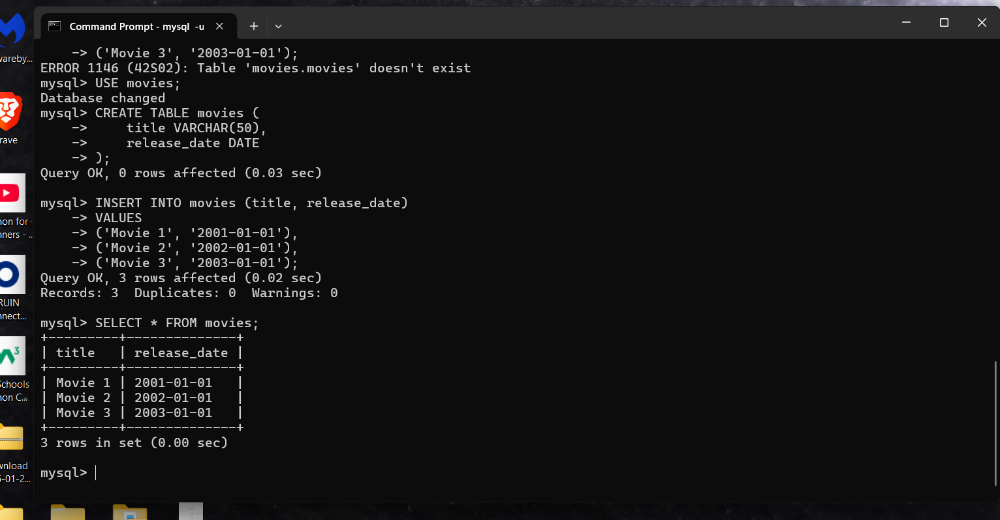 Command Prompt - mysql -u
wareby...
-> ('Movie 3', '2003-01-01');
ERROR 1146 (42S02): Table 'movies.movies' doesn't exist
mysql> USE movies;
Database changed
mysql> CREATE TABLE movies (
    ->     title VARCHAR(50),
    ->     release_date DATE
    -> );
Query OK, 0 rows affected (0.03 sec)
mysql> INSERT INTO movies (title, release_date)
    -> VALUES
    -> ('Movie 1', '2001-01-01'),
    -> ('Movie 2', '2002-01-01'),
    -> ('Movie 3', '2003-01-01');
Query OK, 3 rows affected (0.02 sec)
Records: 3  Duplicates: 0  Warnings: 0
mysql> SELECT * FROM movies;
+---------+--------------+
| title   | release_date |
+---------+--------------+
| Movie 1 | 2001-01-01   |
| Movie 2 | 2002-01-01   |
| Movie 3 | 2003-01-01   |
+---------+--------------+
3 rows in set (0.00 sec)
mysql>
rave
hon for
nners - ...
RUIN
nnect...
3
Schools
hon C...
wnload
5-01-2...